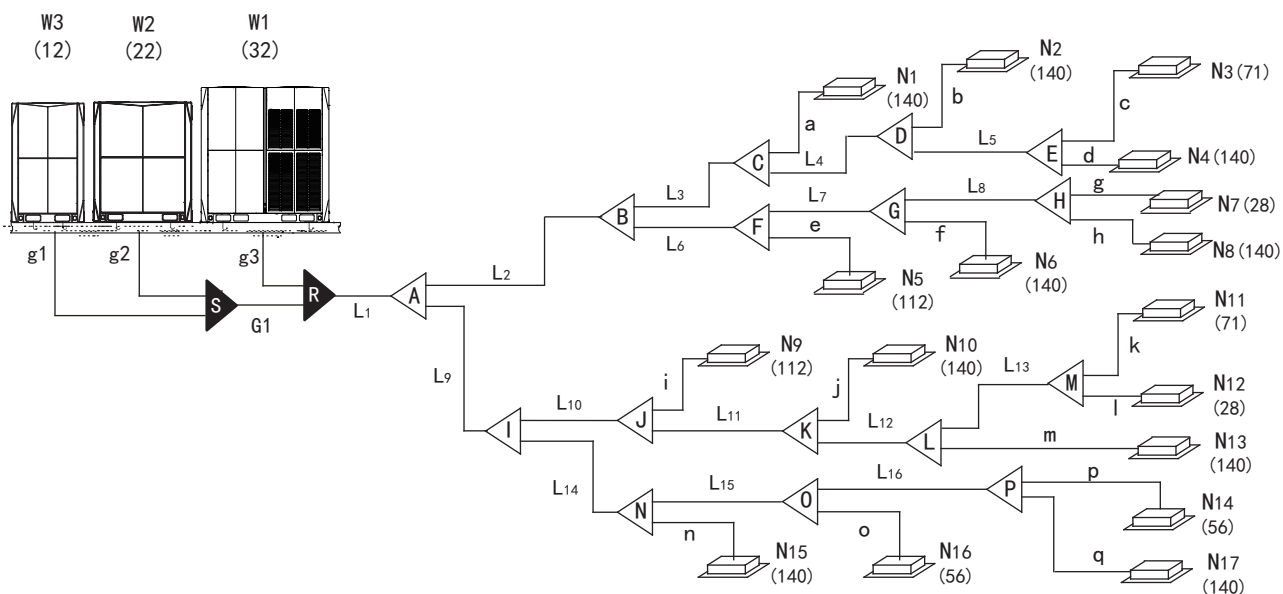 W3
(12)
W2
(22)
W1
(32)
g1
g2
g3
S
G1
R
L1
A
L2
L9
B
L3
L6
C
a
N1
(140)
L4
D
b
N2
(140)
L5
E
c
N3(71)
d
N4(140)
F
L7
e
N5
(112)
G
L8
f
N6
(140)
H
g
N7(28)
h
N8(140)
I
L10
L14
J
i
N9
(112)
L11
K
j
N10
(140)
L12
L
L13
M
k
N11
(71)
l
N12
(28)
m
N13
(140)
N
L15
n
N15
(140)
O
L16
o
N16
(56)
P
p
N14
(56)
q
N17
(140)